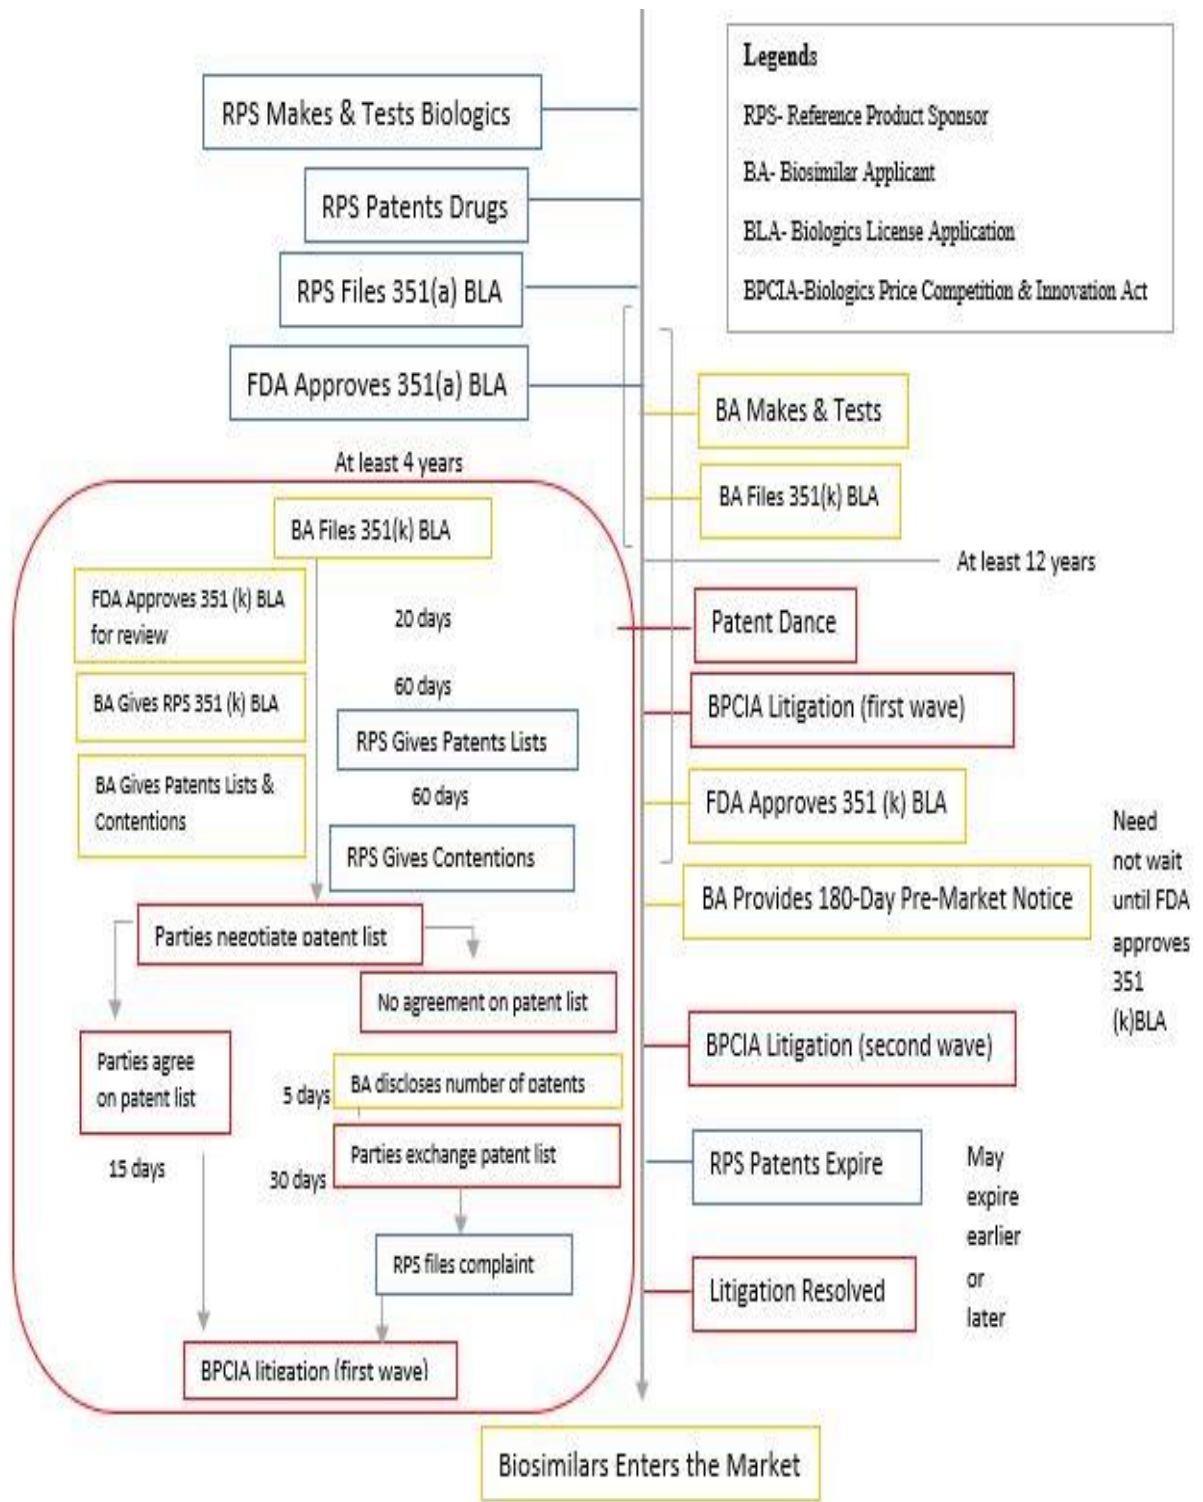 Legends
RPS- Reference Product Sponsor
BA- Biosimilar Applicant
BLA- Biologics License Application
BPCIA-Biologics Price Competition & Innovation Act
RPS Makes & Tests Biologics
RPS Patents Drugs
RPS Files 351(a) BLA
FDA Approves 351(a) BLA
At least 4 years
BA Makes & Tests
BA Files 351(k) BLA
At least 12 years
Patent Dance
BPCIA Litigation (first wave)
FDA Approves 351 (k) BLA
BA Provides 180-Day Pre-Market Notice
Need
not wait
until FDA
approves
351
(k)BLA
BPCIA Litigation (second wave)
RPS Patents Expire
May
expire
earlier
or
later
Litigation Resolved
BA Files 351(k) BLA
FDA Approves 351 (k) BLA
for review
20 days
BA Gives RPS 351 (k) BLA
60 days
RPS Gives Patents Lists
BA Gives Patents Lists &
Contentions
60 days
RPS Gives Contentions
Parties negotiate patent list
No agreement on patent list
Parties agree
on patent list
5 days
BA discloses number of patents
15 days
30 days
Parties exchange patent list
RPS files complaint
BPCIA litigation (first wave)
Biosimilars Enters the Market